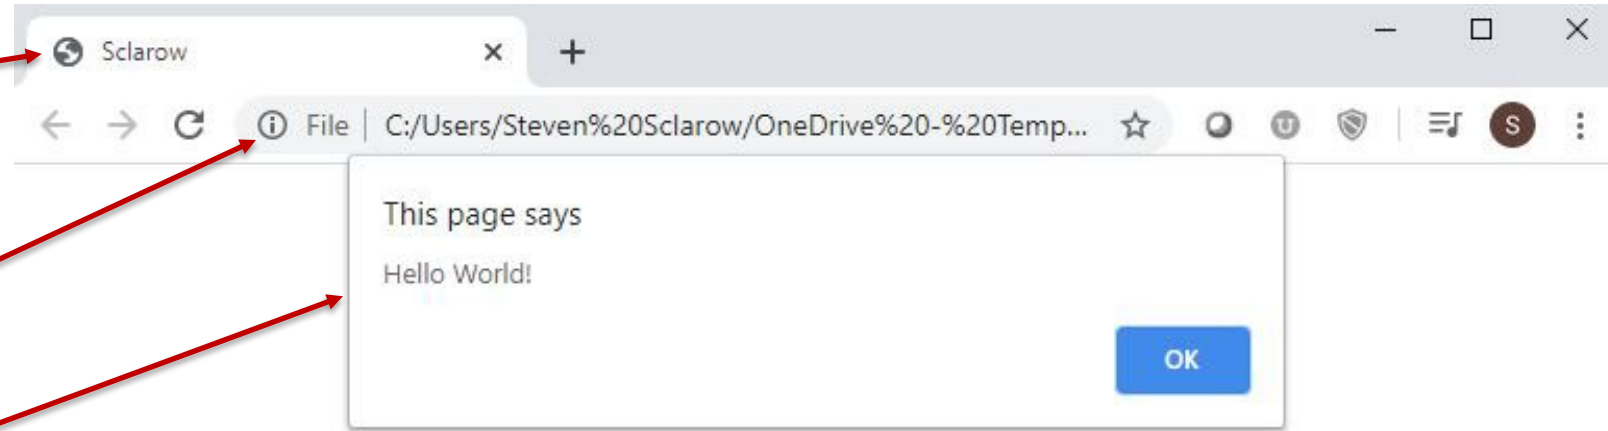 Sclarow
File | C:/Users/Steven%20Sclarow/OneDrive%20-%20Temp... S
This page says
Hello World!
OK